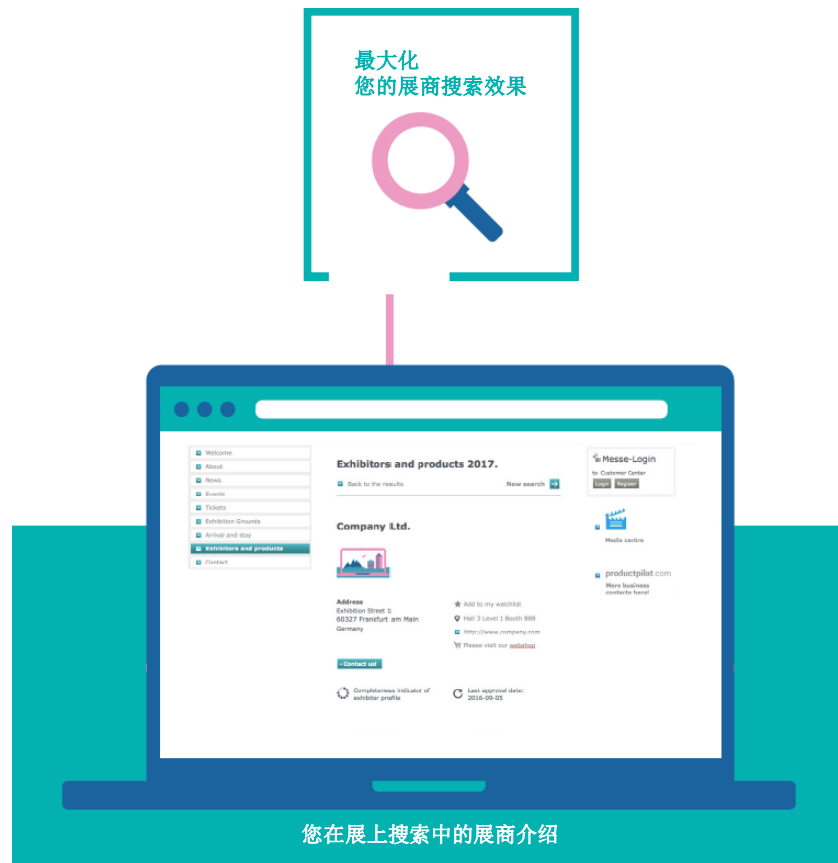 最大化
您的展商搜索效果
Welcome
About
News
Events
Tickets
Exhibition Grounds
Arrival and stay
Exhibitors and products
Contact
Exhibitors and products 2017.
Back to the results
New search
Company Ltd.
Address
Exhibition Street 1
60327 Frankfurt am Main
Germany
Contact us!
Completeness indicator of
exhibitor profile
Add to my watchlist
Hall 3 Level 1 Booth B88
http://www.company.com
Please visit our webshop
Last approval date:
2016-09-05
Messe-Login
to Customer Center
Login Register
Media centre
productpilot.com
More business
contacts here!
您在展上搜索中的展商介绍